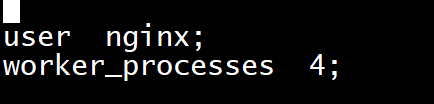 user  nginx;
worker_processes  4;